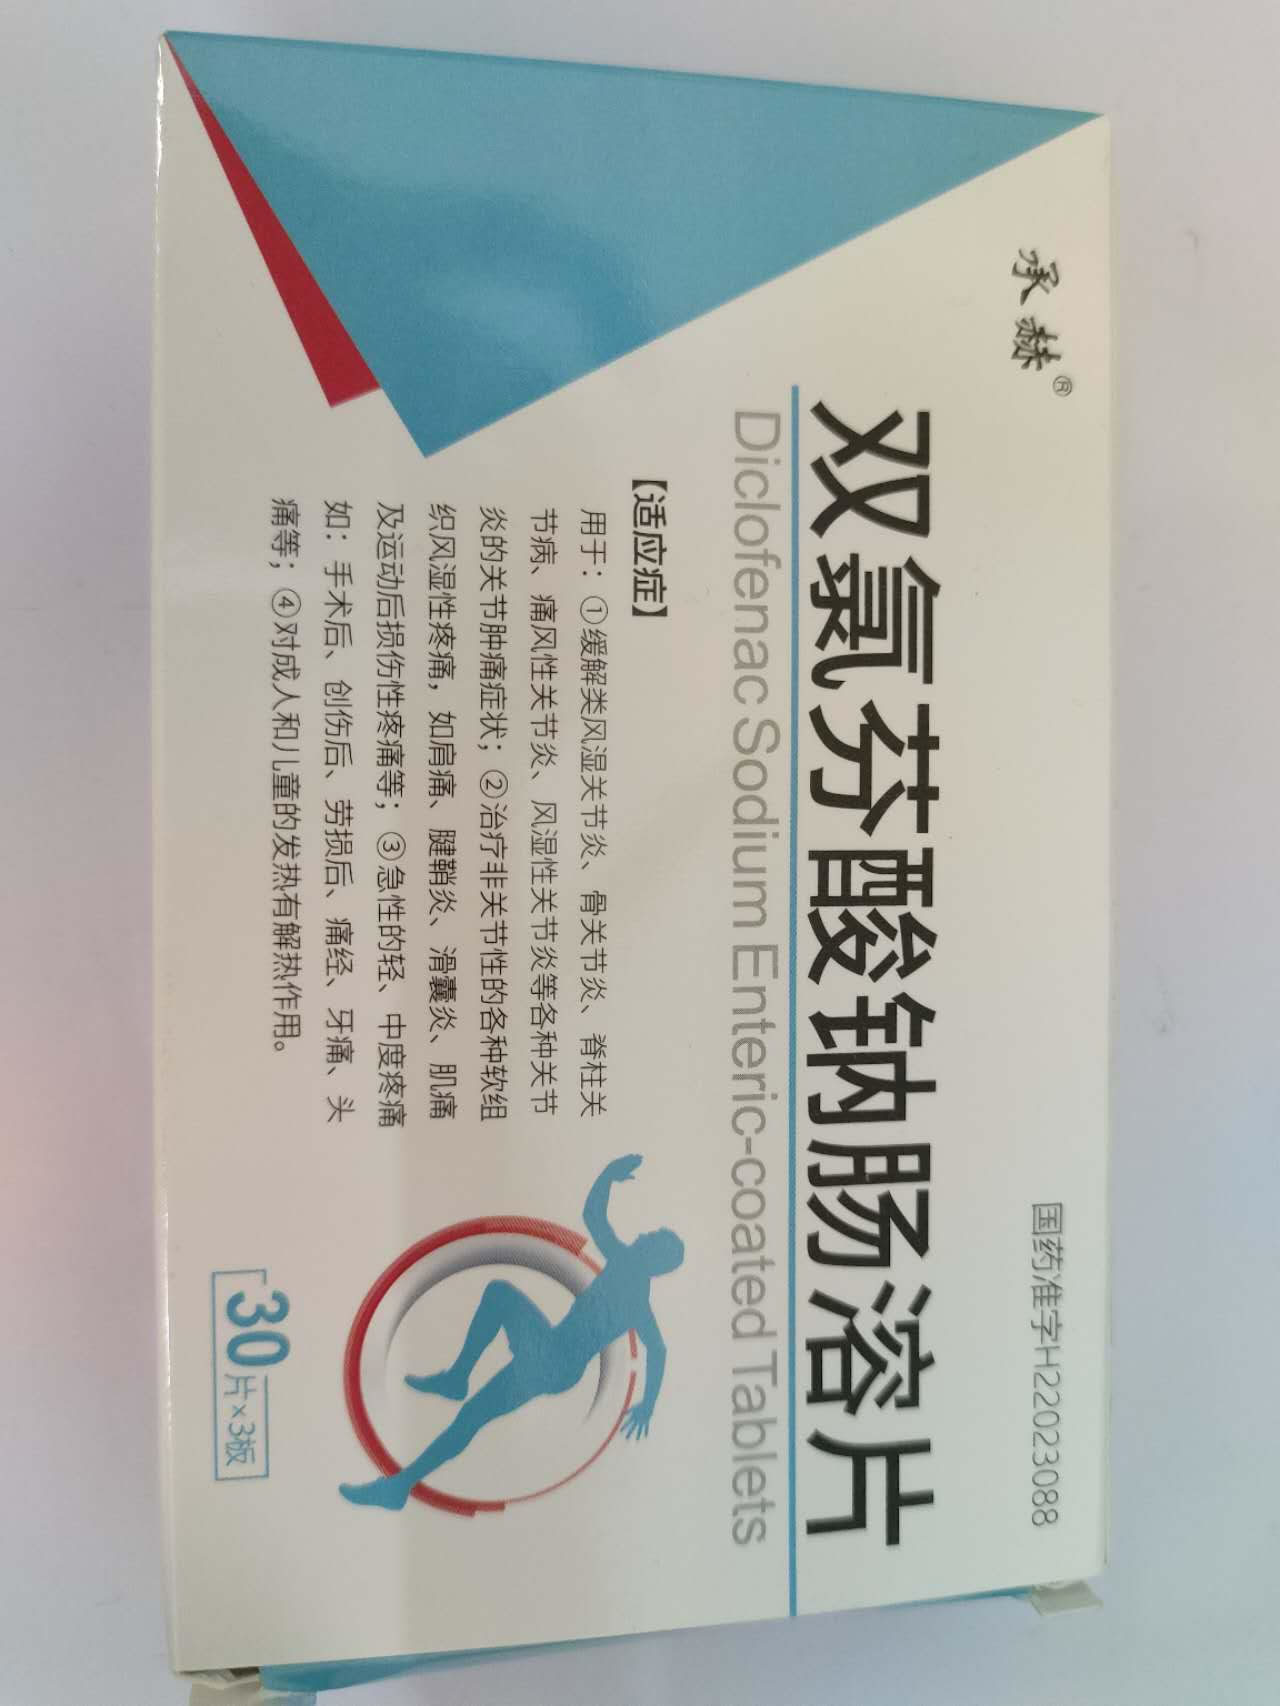 承赫®
国药准字H22023088
双氯芬酸钠肠溶片
Diclofenac Sodium Enteric-coated Tablets
【适应症】
用于：①缓解类风湿关节炎、骨关节炎、脊柱关
节病、痛风性关节炎、风湿性关节炎等各种关节
炎的关节肿痛症状；②治疗非关节性的各种软组
织风湿性疼痛，如肩痛、腱鞘炎、滑囊炎、肌痛
及运动后损伤性疼痛等；③急性的轻、中度疼痛
如：手术后、创伤后、劳损后、痛经、牙痛、头
痛等；④对成人和儿童的发热有解热作用。
30片×3板